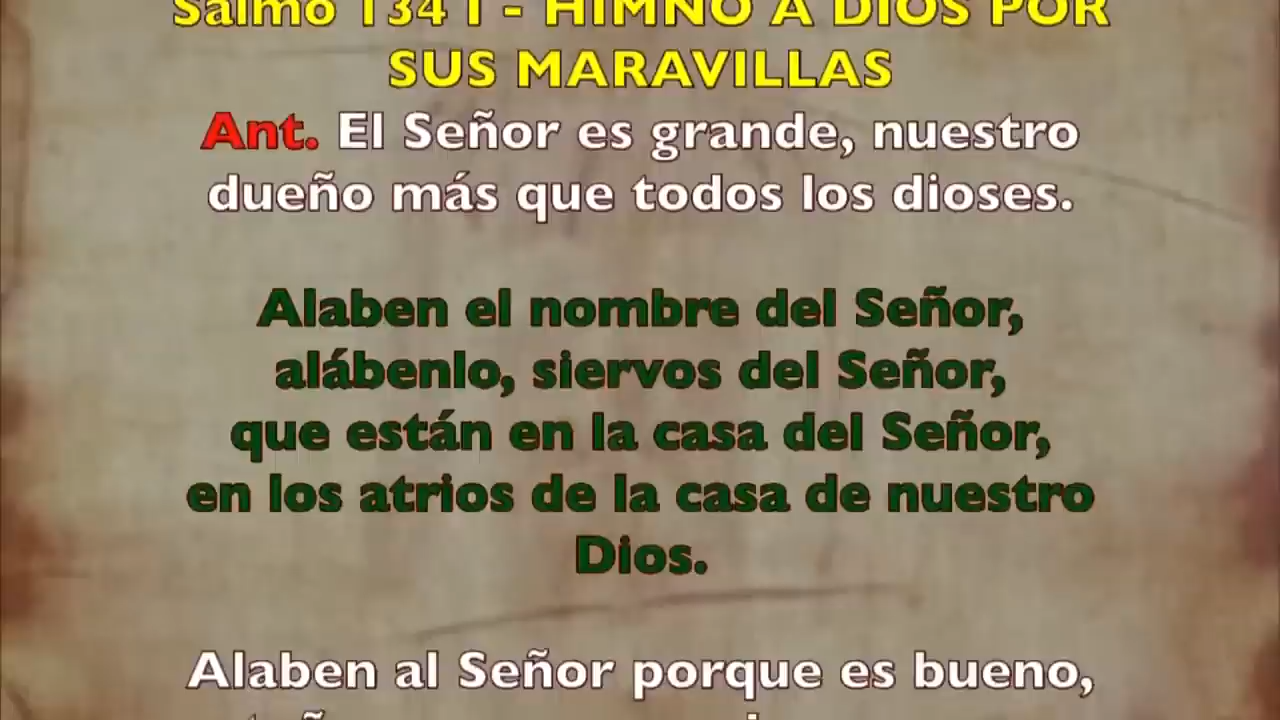 Salmo 134 I - HIMNO A DIOS POR
SUS MARAVILLAS
Ant. El Señor es grande, nuestro
dueño más que todos los dioses.
Alaben el nombre del Señor,
alábenlo, siervos del Señor,
que están en la casa del Señor,
en los atrios de la casa de nuestro
Dios.
Alaben al Señor porque es bueno,